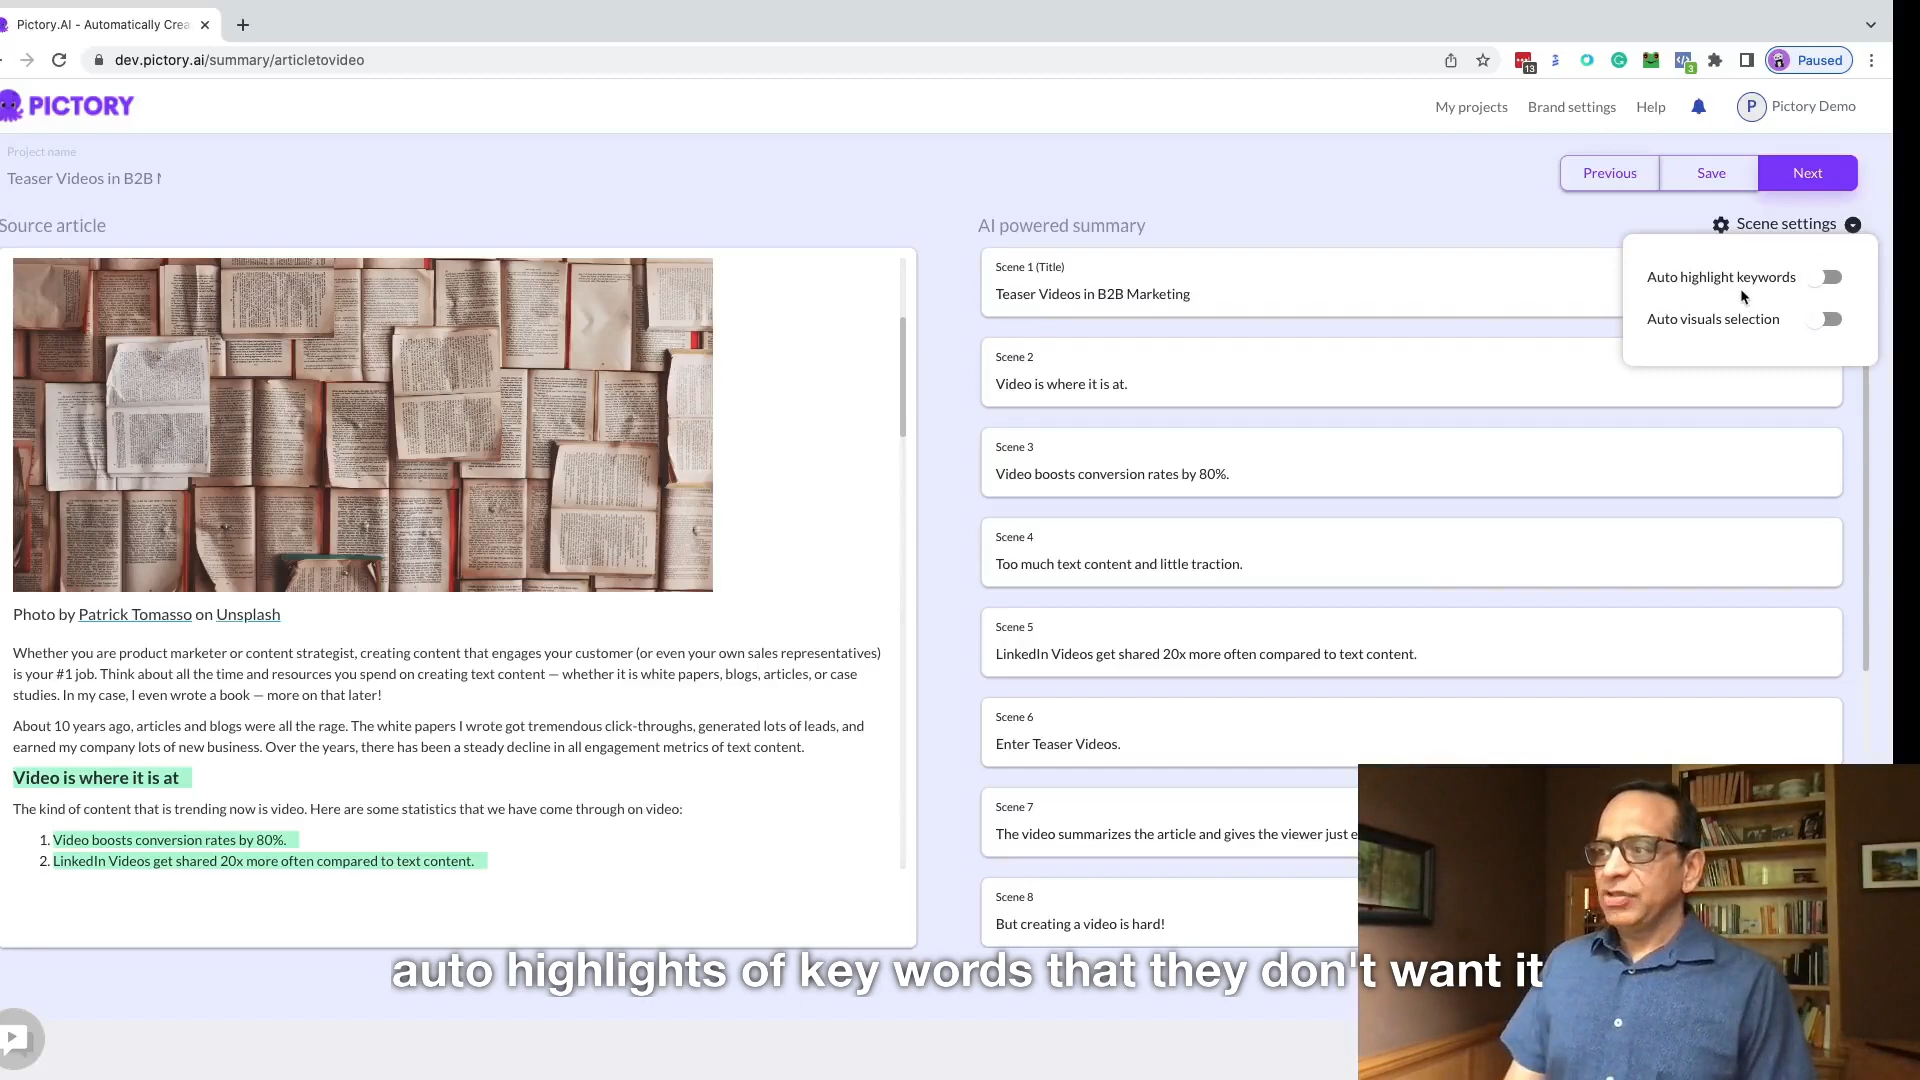 Pictory.AI - Automatically Crea
dev.pictory.ai/summary/articletovideo
13
3
Paused
PICTORY
My projects
Brand settings
Help
P
Pictory Demo
Project name
Teaser Videos in B2B M
Previous
Save
Next
Source article
AI powered summary
Scene settings
Auto highlight keywords
Auto visuals selection
Photo by Patrick Tomasso on Unsplash
Whether you are product marketer or content strategist, creating content that engages your customer (or even your own sales representatives)
is your #1 job. Think about all the time and resources you spend on creating text content — whether it is white papers, blogs, articles, or case
studies. In my case, I even wrote a book — more on that later!
About 10 years ago, articles and blogs were all the rage. The white papers I wrote got tremendous click-throughs, generated lots of leads, and
earned my company lots of new business. Over the years, there has been a steady decline in all engagement metrics of text content.
Video is where it is at
The kind of content that is trending now is video. Here are some statistics that we have come through on video:
1. Video boosts conversion rates by 80%.
2. LinkedIn Videos get shared 20x more often compared to text content.
Scene 1 (Title)
Teaser Videos in B2B Marketing
Scene 2
Video is where it is at.
Scene 3
Video boosts conversion rates by 80%.
Scene 4
Too much text content and little traction.
Scene 5
LinkedIn Videos get shared 20x more often compared to text content.
Scene 6
Enter Teaser Videos.
Scene 7
The video summarizes the article and gives the viewer just e
Scene 8
But creating a video is hard!
auto highlights of key words that they don't want it